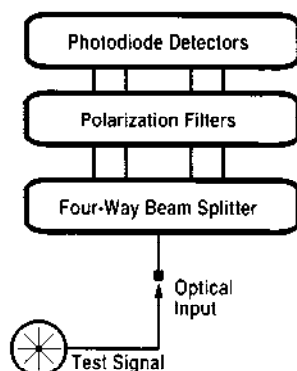 Photodiode Detectors
Polarization Filters
Four-Way Beam Splitter
Optical
Input
Test Signal